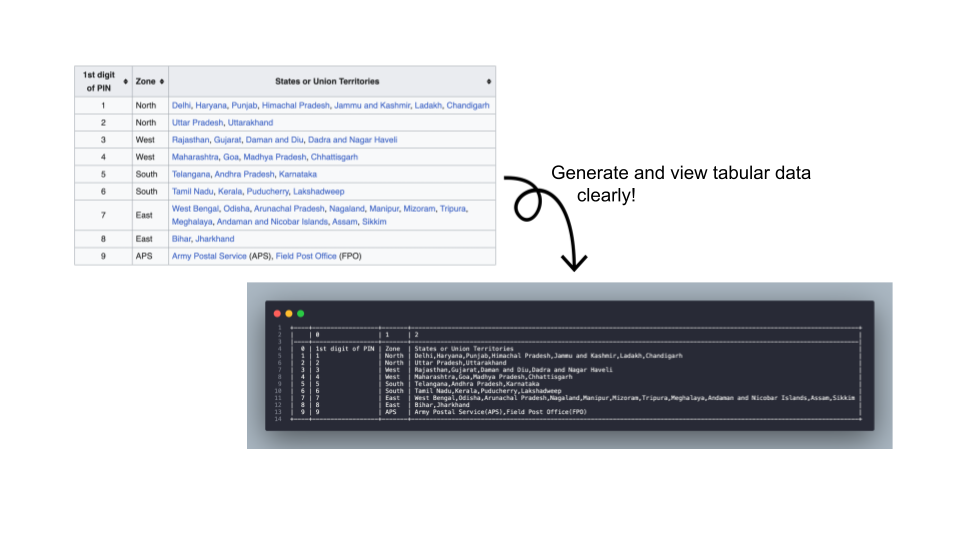 1st digit
of PIN
Zone
States or Union Territories
1 North Delhi, Haryana, Punjab, Himachal Pradesh, Jammu and Kashmir, Ladakh, Chandigarh
2 North Uttar Pradesh, Uttarakhand
3 West Rajasthan, Gujarat, Daman and Diu, Dadra and Nagar Haveli
4 West Maharashtra, Goa, Madhya Pradesh, Chhattisgarh
5 South Telangana, Andhra Pradesh, Karnataka
6 South Tamil Nadu, Kerala, Puducherry, Lakshadweep
7 East West Bengal, Odisha, Arunachal Pradesh, Nagaland, Manipur, Mizoram, Tripura,
Meghalaya, Andaman and Nicobar Islands, Assam, Sikkim
8 East Bihar, Jharkhand
9 APS Army Postal Service (APS), Field Post Office (FPO)
Generate and view tabular data
clearly!
1
2 | | 0 | 1 | 2
3
4 | 0 | 1st digit of PIN | Zone | States or Union Territories
5 | 1 | 1 | North | Delhi,Haryana,Punjab,Himachal Pradesh,Jammu and Kashmir,Ladakh,Chandigarh
6 | 2 | 2 | North | Uttar Pradesh,Uttarakhand
7 | 3 | 3 | West | Rajasthan,Gujarat,Daman and Diu,Dadra and Nagar Haveli
8 | 4 | 4 | West | Maharashtra,Goa,Madhya Pradesh,Chhattisgarh
9 | 5 | 5 | South | Telangana,Andhra Pradesh,Karnataka
10 | 6 | 6 | South | Tamil Nadu,Kerala,Puducherry,Lakshadweep
11 | 7 | 7 | East | West Bengal,Odisha,Arunachal Pradesh,Nagaland,Manipur,Mizoram,Tripura,Meghalaya,Andaman and Nicobar Islands,Assam,Sikkim |
12 | 8 | 8 | East | Bihar,Jharkhand
13 | 9 | 9 | APS | Army Postal Service(APS),Field Post Office(FPO)
14